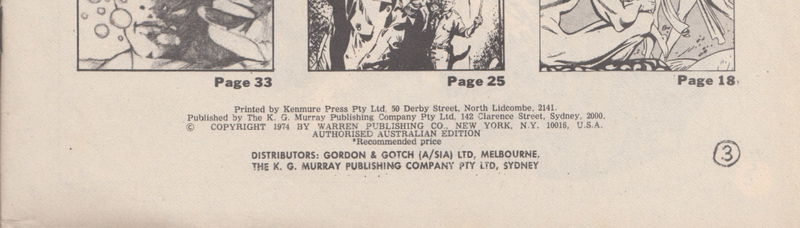 Page 33
Page 25
Page 18
Printed by Kenmure Press Pty Ltd, 50 Derby Street, North Lidcombe, 2141.
Published by The K. G. Murray Publishing Company Pty Ltd, 142 Clarence Street, Sydney, 2000.
© COPYRIGHT 1974 BY WARREN PUBLISHING CO., NEW YORK, N.Y. 10016, U.S.A.
AUTHORISED AUSTRALIAN EDITION
*Recommended price
DISTRIBUTORS: GORDON & GOTCH (A/SIA) LTD, MELBOURNE,
THE K. G. MURRAY PUBLISHING COMPANY PTY LTD, SYDNEY
3